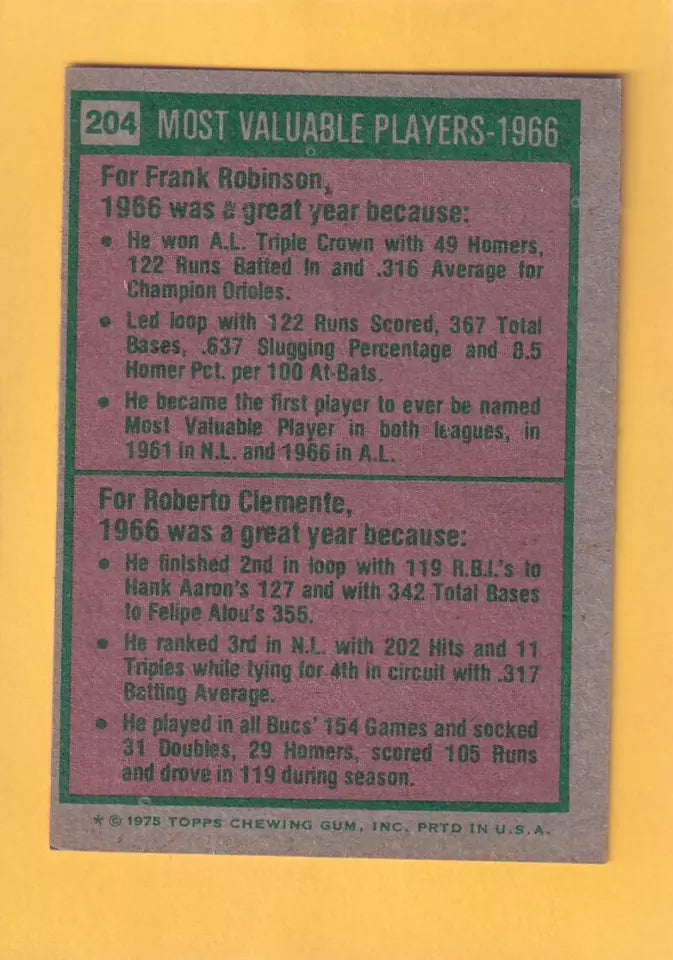 204 MOST VALUABLE PLAYERS-1966
For Frank Robinson,
1966 was a great year because:
• He won A.L. Triple Crown with 49 Homers,
122 Runs Batted In and .316 Average for
Champion Orioles.
• Led loop with 122 Runs Scored, 367 Total
Bases, .637 Slugging Percentage and 8.5
Homer Pct. per 100 At-Bats.
• He became the first player to ever be named
Most Valuable Player in both leagues, in
1961 in N.L. and 1966 in A.L.
For Roberto Clemente,
1966 was a great year because:
• He finished 2nd in loop with 119 R.B.I.'s to
Hank Aaron's 127 and with 342 Total Bases
to Felipe Alou's 355.
• He ranked 3rd in N.L. with 202 Hits and 11
Triples while tying for 4th in circuit with .317
Batting Average.
• He played in all Bucs' 154 Games and socked
31 Doubles, 29 Homers, scored 105 Runs
and drove in 119 during season.
* © 1975 TOPPS CHEWING GUM, INC. PRTD IN U.S.A.